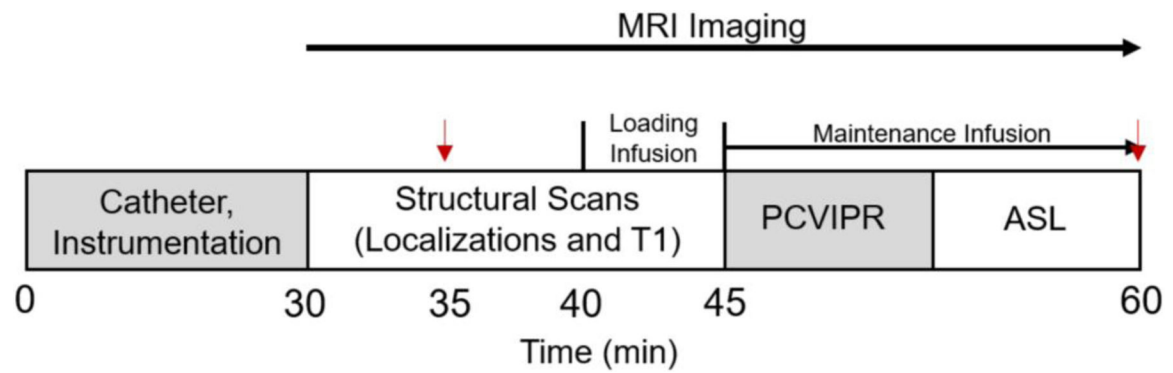 MRI Imaging
Loading
Infusion
Maintenance Infusion
Catheter,
Instrumentation
Structural Scans
(Localizations and T1)
PCVIPR
ASL
0
30
35
40
45
60
Time (min)